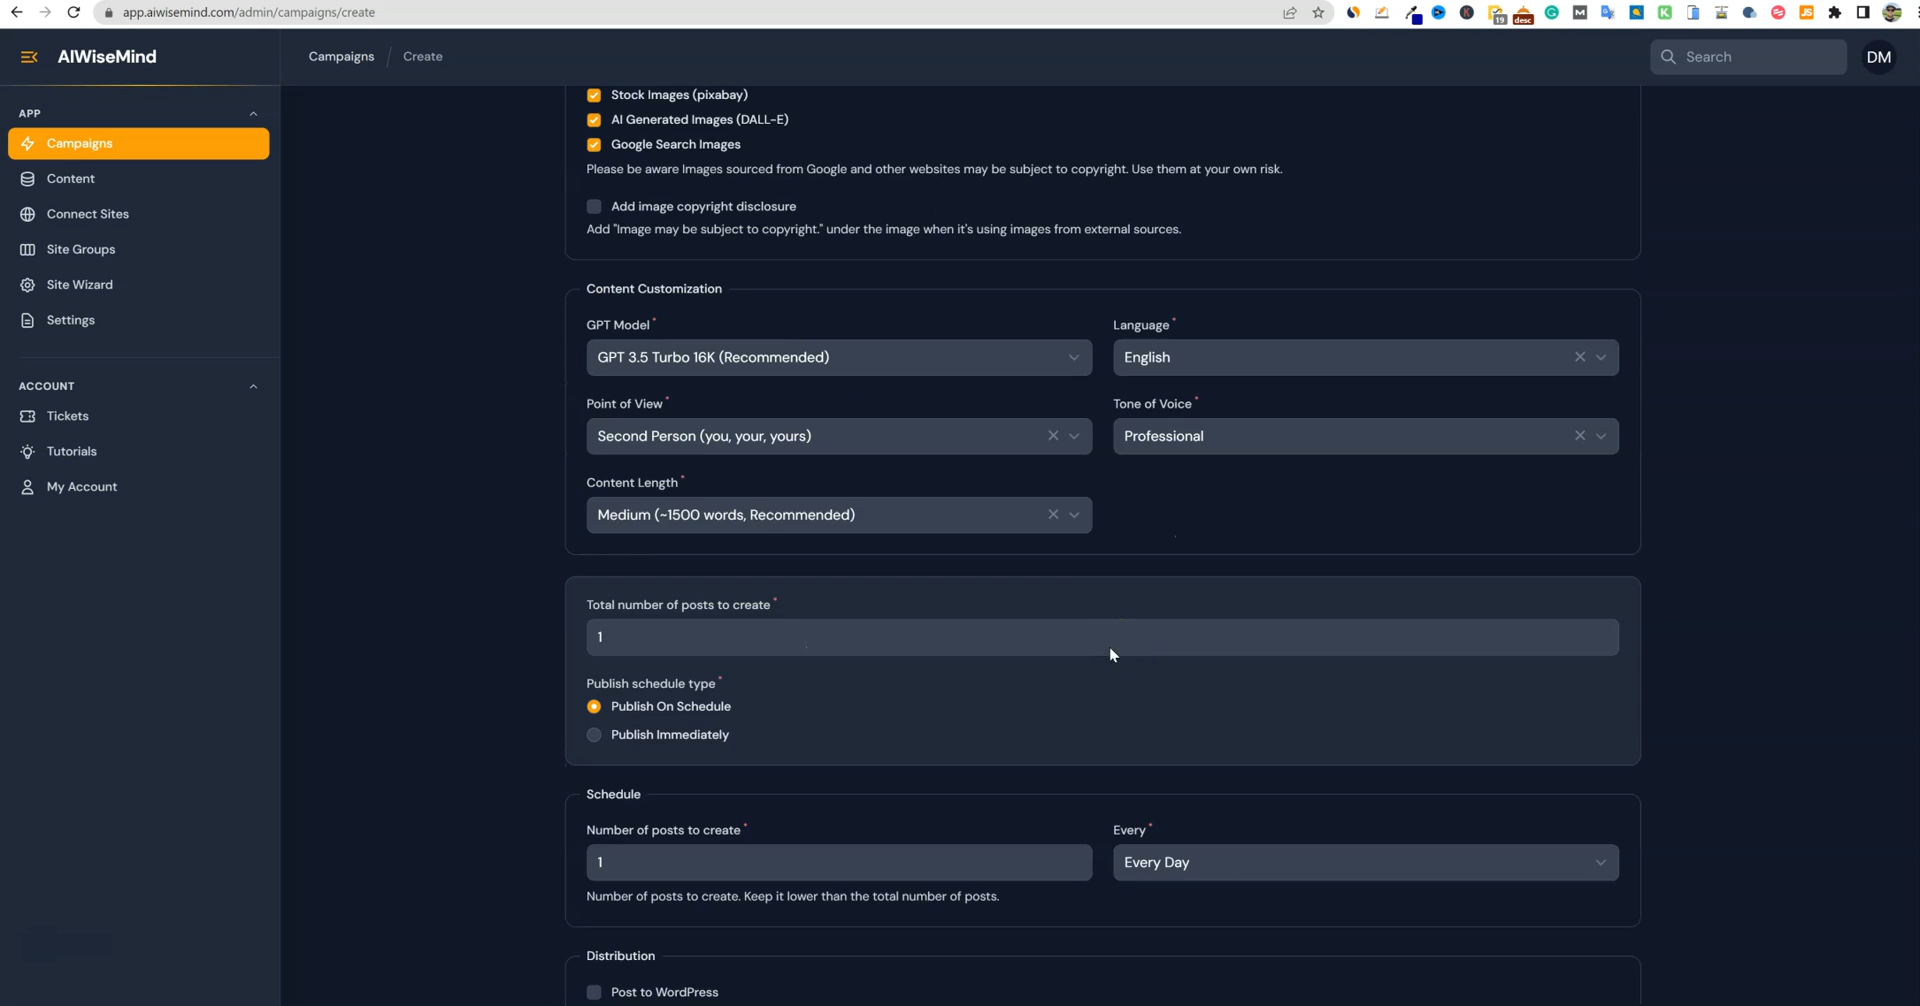 app.aiwisemind.com/admin/campaigns/create
19
desc
AIWiseMind
Campaigns / Create
Search
DM
APP
Campaigns
Content
Connect Sites
Site Groups
Site Wizard
Settings
ACCOUNT
Tickets
Tutorials
My Account
Stock Images (pixabay)
AI Generated Images (DALL-E)
Google Search Images
Please be aware Images sourced from Google and other websites may be subject to copyright. Use them at your own risk.
Add image copyright disclosure
Add "Image may be subject to copyright." under the image when it's using images from external sources.
Content Customization
GPT Model*
Language*
GPT 3.5 Turbo 16K (Recommended)
English
Point of View*
Tone of Voice*
Second Person (you, your, yours)
Professional
Content Length*
Medium (~1500 words, Recommended)
Total number of posts to create*
1
Publish schedule type*
Publish On Schedule
Publish Immediately
Schedule
Number of posts to create*
Every*
1
Every Day
Number of posts to create. Keep it lower than the total number of posts.
Distribution
Post to WordPress